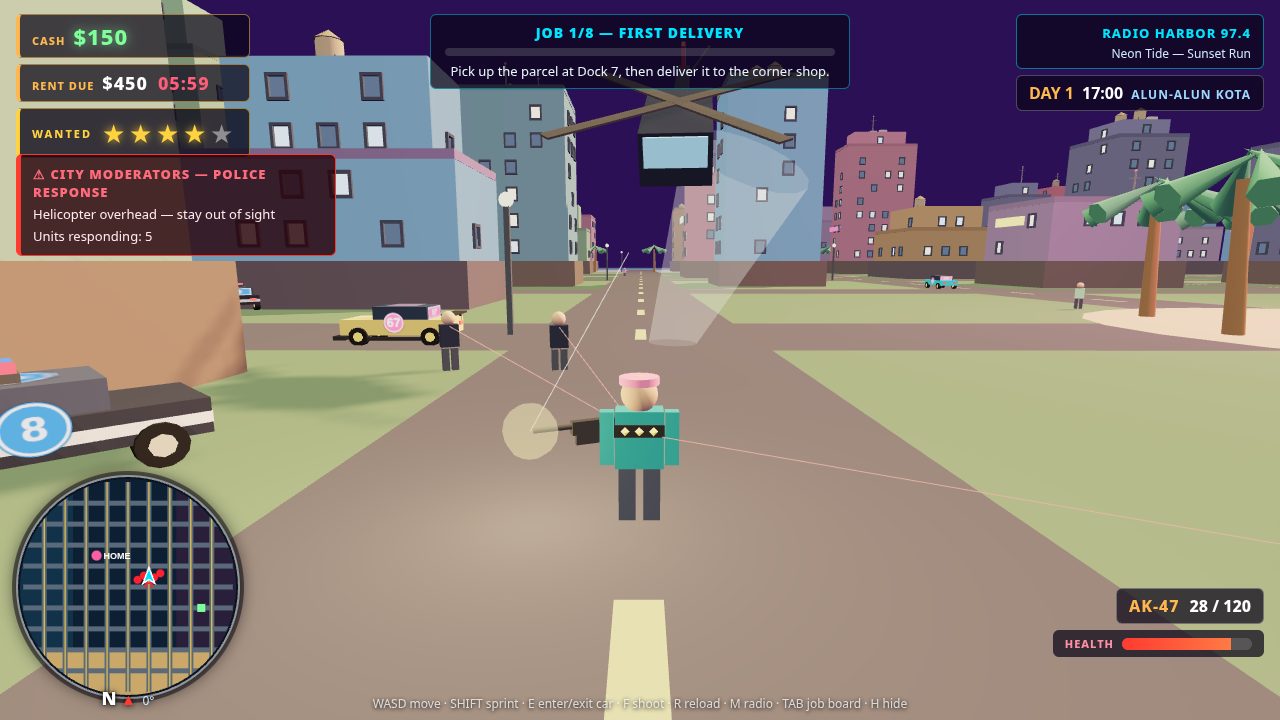 CASH $150
RENT DUE $450 05:59
WANTED ★★★★★
⚠ CITY MODERATORS — POLICE
RESPONSE
Helicopter overhead — stay out of sight
Units responding: 5
JOB 1/8 — FIRST DELIVERY
Pick up the parcel at Dock 7, then deliver it to the corner shop.
RADIO HARBOR 97.4
Neon Tide — Sunset Run
DAY 1 17:00 ALUN-ALUN KOTA
67
8
HOME
N ▲ 0°
AK-47 28 / 120
HEALTH
WASD move · SHIFT sprint · E enter/exit car · F shoot · R reload · M radio · TAB job board · H hide